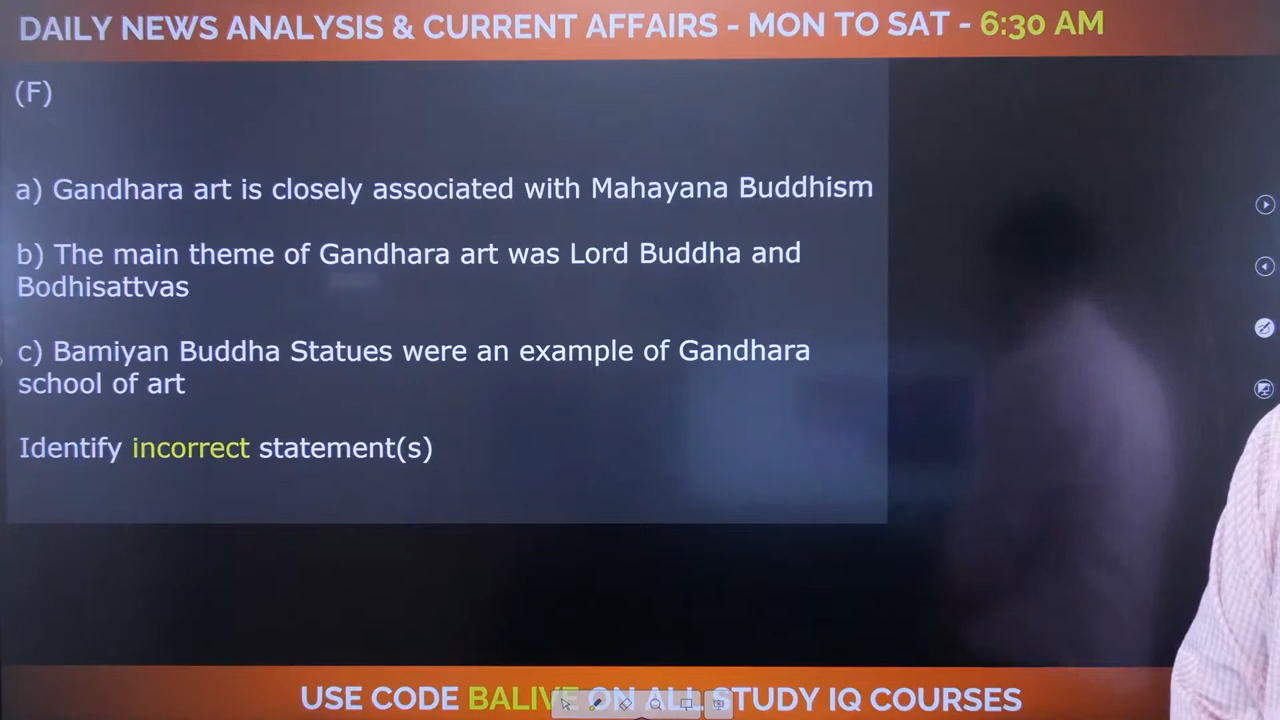 DAILY NEWS ANALYSIS & CURRENT AFFAIRS - MON TO SAT - 6:30 AM
(F)
a) Gandhara art is closely associated with Mahayana Buddhism
b) The main theme of Gandhara art was Lord Buddha and
Bodhisattvas
c) Bamiyan Buddha Statues were an example of Gandhara
school of art
Identify incorrect statement(s)
USE CODE BALIVE ON ALL STUDY IQ COURSES